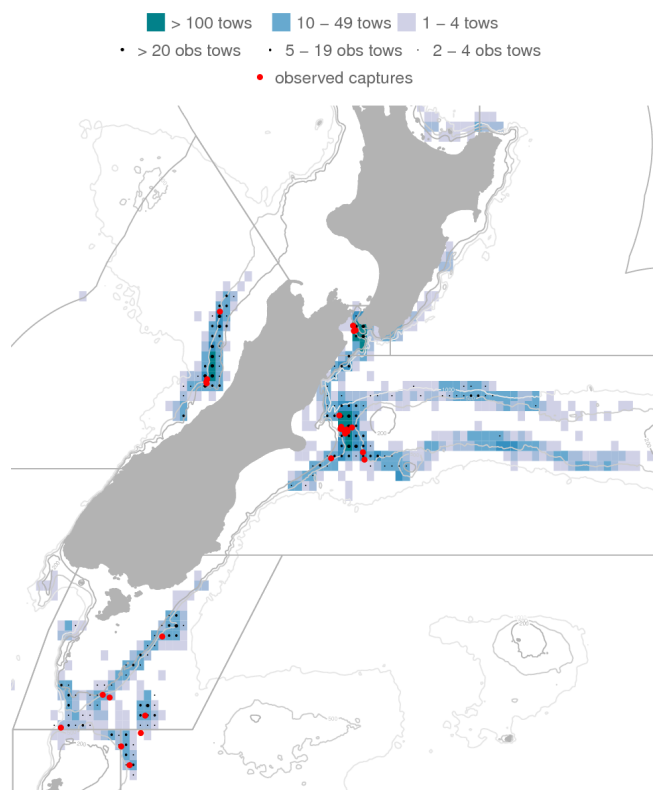 > 100 tows 10 − 49 tows 1 − 4 tows
> 20 obs tows 5 − 19 obs tows 2 − 4 obs tows
observed captures